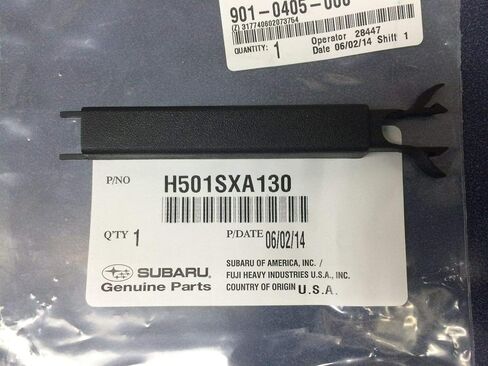 901-0405-000
(Z) 317740602073754
QUANTITY: 1
Operator 28447
Date 06/02/14 Shift 1
P/NO H501SXA130
Q'TY 1 P/DATE 06/02/14
SUBARU
Genuine Parts
SUBARU OF AMERICA, INC. /
FUJI HEAVY INDUSTRIES U.S.A., INC.
COUNTRY OF ORIGIN U.S.A.